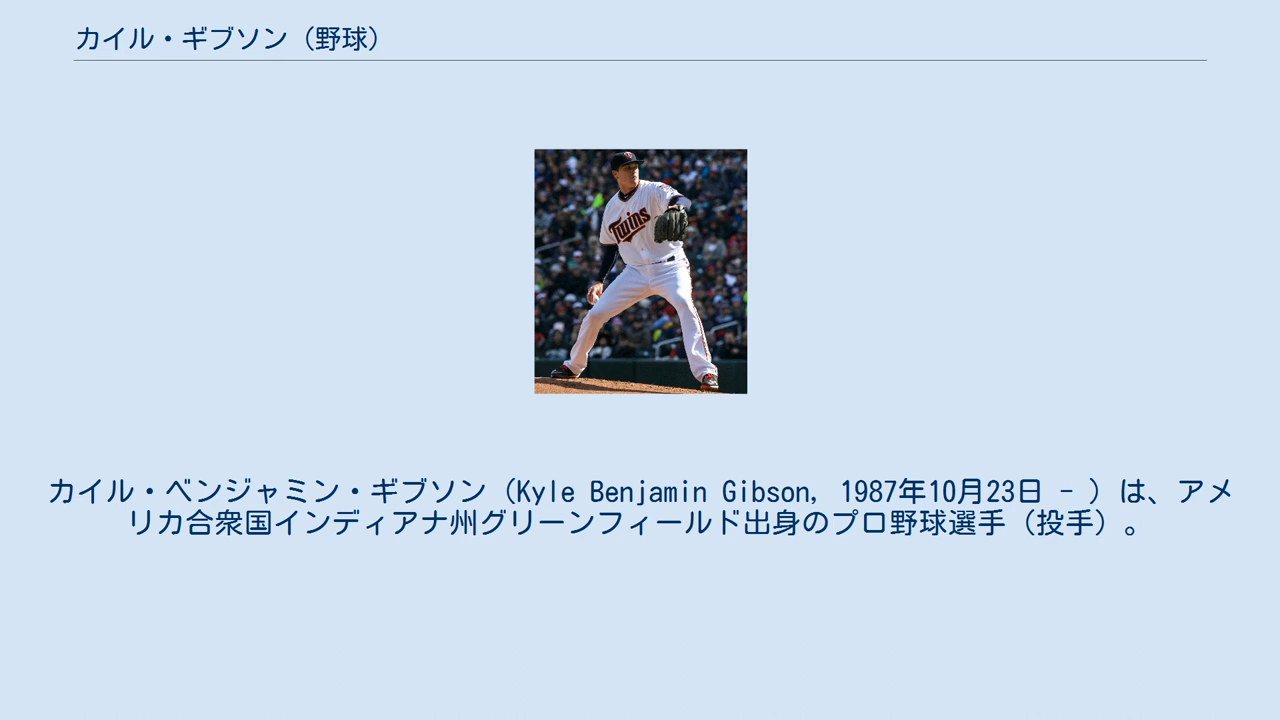 カイル・ギブソン（野球）
Twins
カイル・ベンジャミン・ギブソン（Kyle Benjamin Gibson, 1987年10月23日 - ）は、アメ
リカ合衆国インディアナ州グリーンフィールド出身のプロ野球選手（投手）。